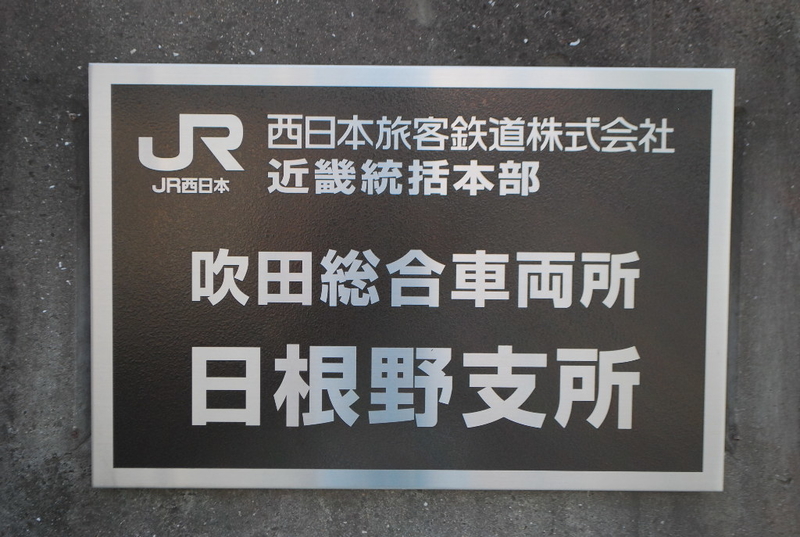 JR
JR西日本
西日本旅客鉄道株式会社
近畿統括本部
吹田総合車両所
日根野支所